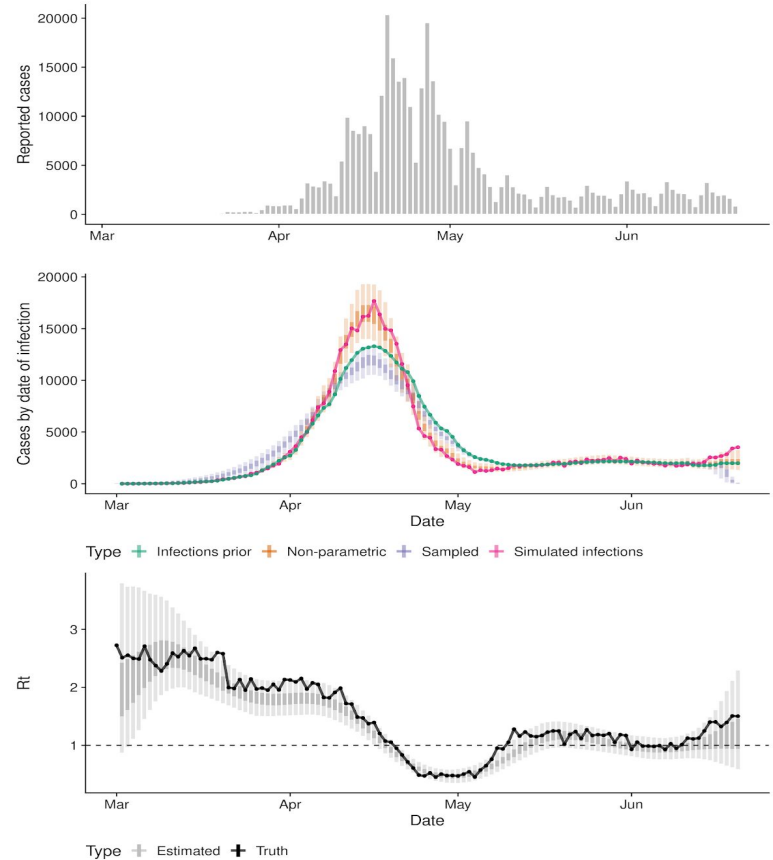 20000
15000
10000
5000
0
Reported cases
Mar Apr May Jun
20000
15000
10000
5000
0
Cases by date of infection
Mar Apr May Jun
Date
Type Infections prior Non-parametric Sampled Simulated infections
3
2
1
Rt
Mar Apr May Jun
Date
Type Estimated Truth